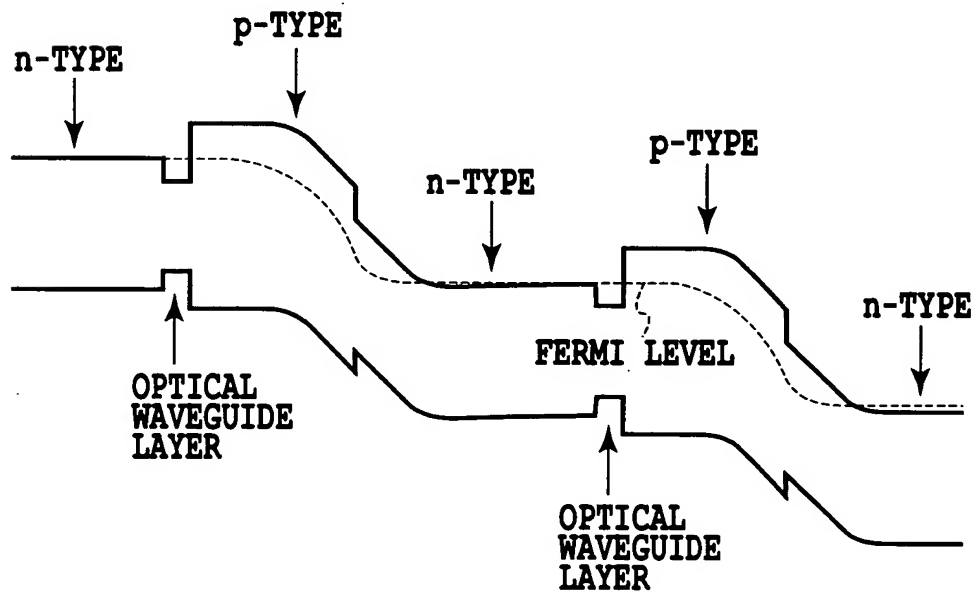 p-TYPE
n-TYPE
p-TYPE
n-TYPE
n-TYPE
FERMI LEVEL
OPTICAL
WAVEGUIDE
LAYER
OPTICAL
WAVEGUIDE
LAYER